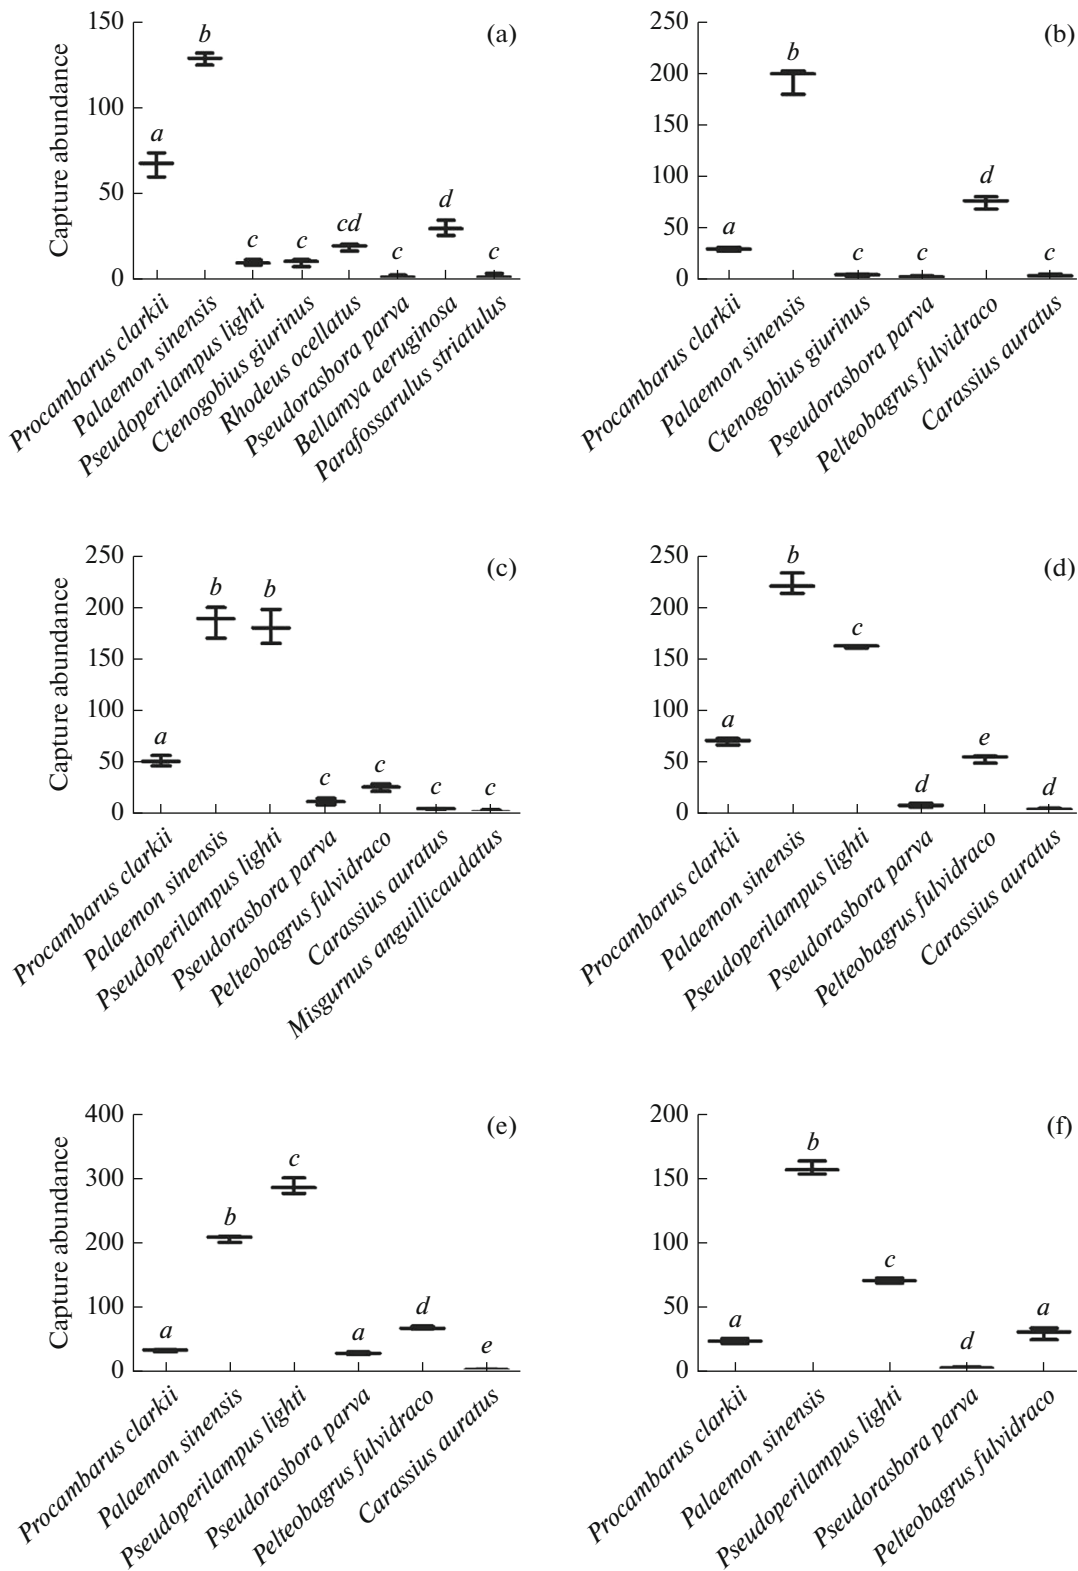 (a)
Capture abundance
150
100
50
0
a
b
c
c
cd
c
d
c
Procambarus clarkii
Palaemon sinensis
Pseudoperilampus lighti
Ctenogobius giurinus
Rhodeus ocellatus
Pseudorasbora parva
Bellamya aeruginosa
Parafossarulus striatulus
(b)
250
200
150
100
50
0
a
b
c
c
d
c
Procambarus clarkii
Palaemon sinensis
Ctenogobius giurinus
Pseudorasbora parva
Pelteobagrus fulvidraco
Carassius auratus
(c)
Capture abundance
250
200
150
100
50
0
a
b
b
c
c
c
c
Procambarus clarkii
Palaemon sinensis
Pseudoperilampus lighti
Pseudorasbora parva
Pelteobagrus fulvidraco
Carassius auratus
Misgurnus anguillicaudatus
(d)
250
200
150
100
50
0
a
b
c
d
e
d
Procambarus clarkii
Palaemon sinensis
Pseudoperilampus lighti
Pseudorasbora parva
Pelteobagrus fulvidraco
Carassius auratus
(e)
Capture abundance
400
300
200
100
0
a
b
c
a
d
e
Procambarus clarkii
Palaemon sinensis
Pseudoperilampus lighti
Pseudorasbora parva
Pelteobagrus fulvidraco
Carassius auratus
(f)
200
150
100
50
0
a
b
c
d
a
Procambarus clarkii
Palaemon sinensis
Pseudoperilampus lighti
Pseudorasbora parva
Pelteobagrus fulvidraco